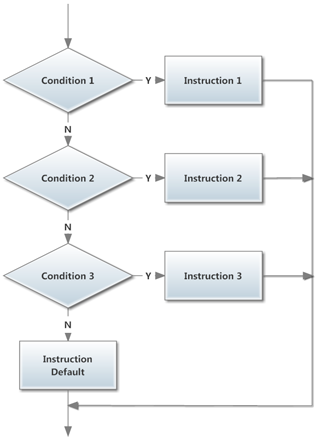 Condition 1
Y
Instruction 1
N
Condition 2
Y
Instruction 2
N
Condition 3
Y
Instruction 3
N
Instruction
Default